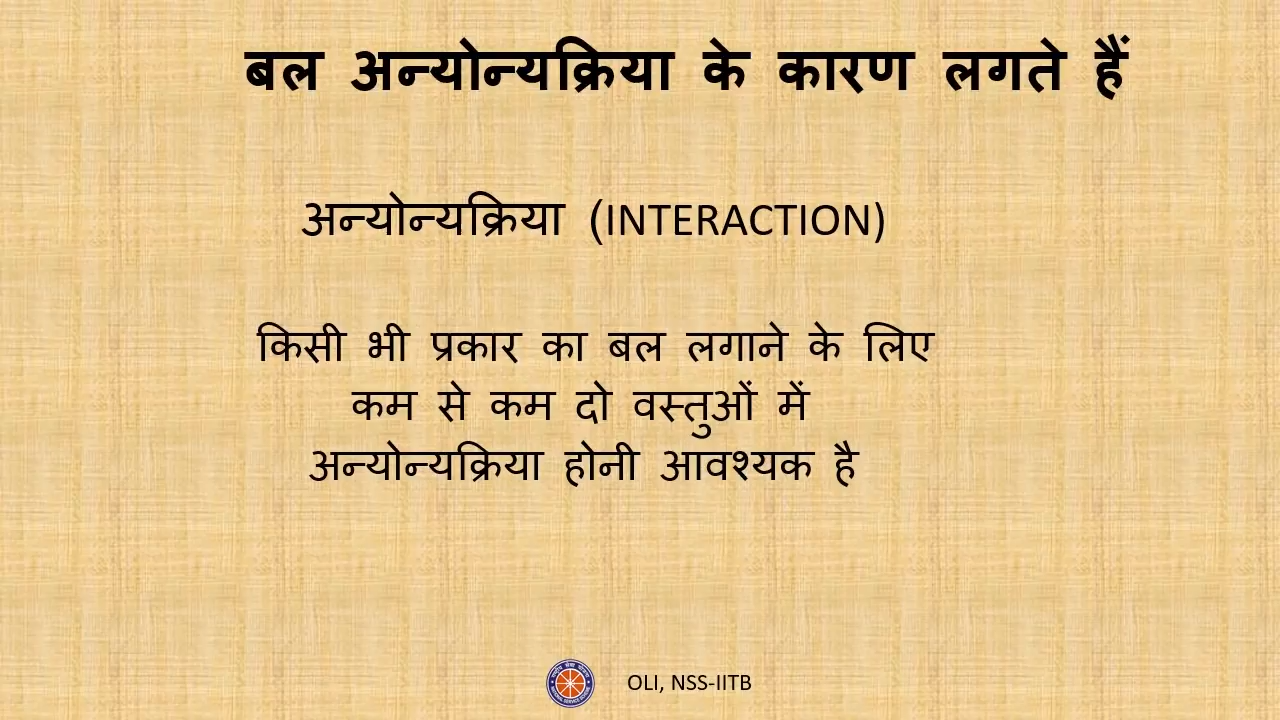 बल अन्योन्यक्रिया के कारण लगते हैं
अन्योन्यक्रिया (INTERACTION)
किसी भी प्रकार का बल लगाने के लिए
कम से कम दो वस्तुओं में
अन्योन्यक्रिया होनी आवश्यक है
OLI, NSS-IITB